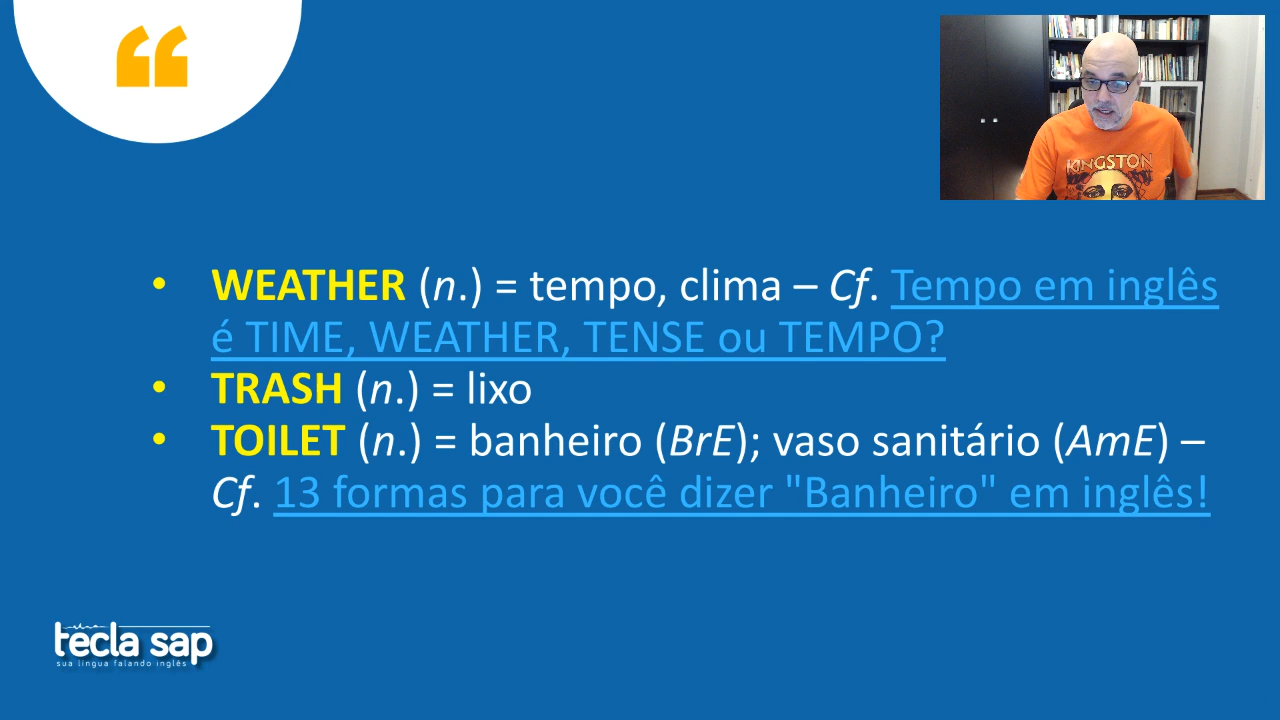 “
KINGSTON
• WEATHER (n.) = tempo, clima – Cf. Tempo em inglês
é TIME, WEATHER, TENSE ou TEMPO?
• TRASH (n.) = lixo
• TOILET (n.) = banheiro (BrE); vaso sanitário (AmE) –
Cf. 13 formas para você dizer "Banheiro" em inglês!
tecla sap
sua língua falando inglês